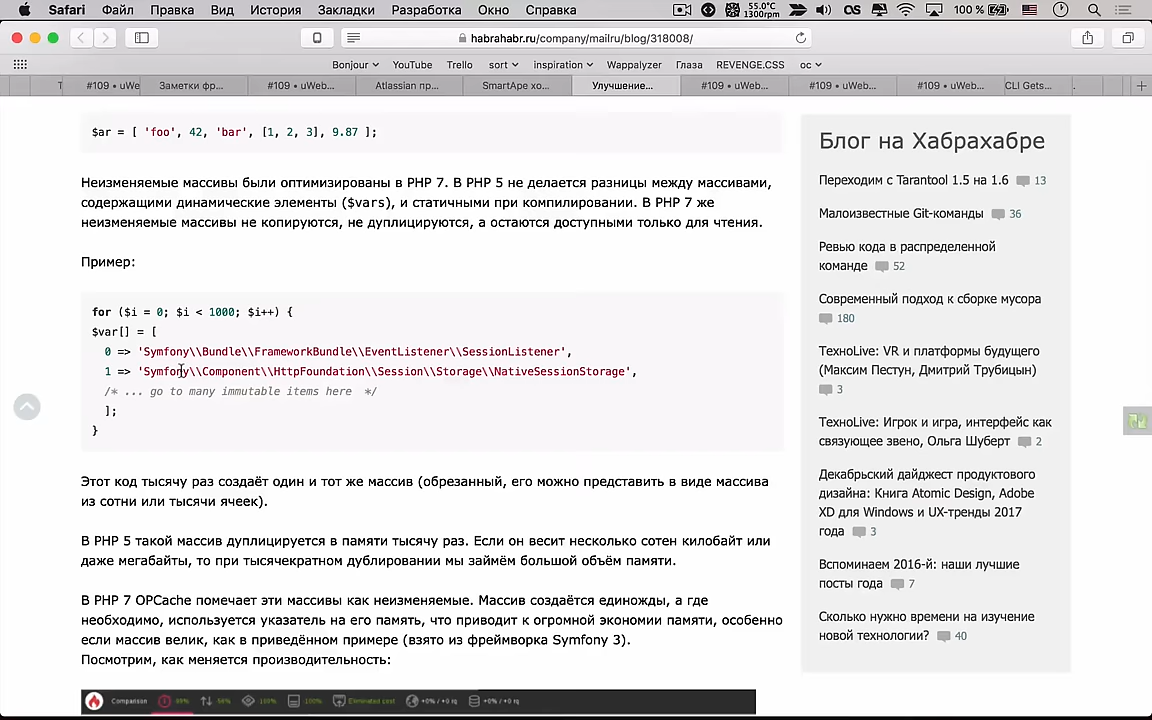 Safari Файл Правка Вид История Закладки Разработка Окно Справка 55.0°C 1300rpm 100 %
habrahabr.ru/company/mailru/blog/318008/
Bonjour YouTube Trello sort inspiration Wappalyzer Глаза REVENGE.CSS ос
#109 • uWe Заметки фр... #109 • uWeb... Atlassian пр... SmartApe хо... Улучшение... #109 • uWeb... #109 • uWeb... #109 • uWeb... CLI Gets...
$ar = [ 'foo', 42, 'bar', [1, 2, 3], 9.87 ];
Неизменяемые массивы были оптимизированы в PHP 7. В PHP 5 не делается разницы между массивами,
содержащими динамические элементы ($vars), и статичными при компилировании. В PHP 7 же
неизменяемые массивы не копируются, не дуплицируются, а остаются доступными только для чтения.
Пример:
for ($i = 0; $i < 1000; $i++) {
$var[] = [
0 => 'Symfony\\Bundle\\FrameworkBundle\\EventListener\\SessionListener',
1 => 'Symfony\\Component\\HttpFoundation\\Session\\Storage\\NativeSessionStorage',
/* ... go to many immutable items here */
];
}
Этот код тысячу раз создаёт один и тот же массив (обрезанный, его можно представить в виде массива
из сотни или тысячи ячеек).
В PHP 5 такой массив дуплицируется в памяти тысячу раз. Если он весит несколько сотен килобайт или
даже мегабайты, то при тысячекратном дублировании мы займём большой объём памяти.
В PHP 7 OPCache помечает эти массивы как неизменяемые. Массив создаётся единожды, а где
необходимо, используется указатель на его память, что приводит к огромной экономии памяти, особенно
если массив велик, как в приведённом примере (взято из фреймворка Symfony 3).
Посмотрим, как меняется производительность:
Comparison
Блог на Хабрахабре
Переходим с Tarantool 1.5 на 1.6 13
Малоизвестные Git-команды 36
Ревью кода в распределенной
команде 52
Современный подход к сборке мусора
180
ТехноLive: VR и платформы будущего
(Максим Пестун, Дмитрий Трубицын)
3
ТехноLive: Игрок и игра, интерфейс как
связующее звено, Ольга Шуберт 2
Декабрьский дайджест продуктового
дизайна: Книга Atomic Design, Adobe
XD для Windows и UX-тренды 2017
года 3
Вспоминаем 2016-й: наши лучшие
посты года 7
Сколько нужно времени на изучение
новой технологии? 40